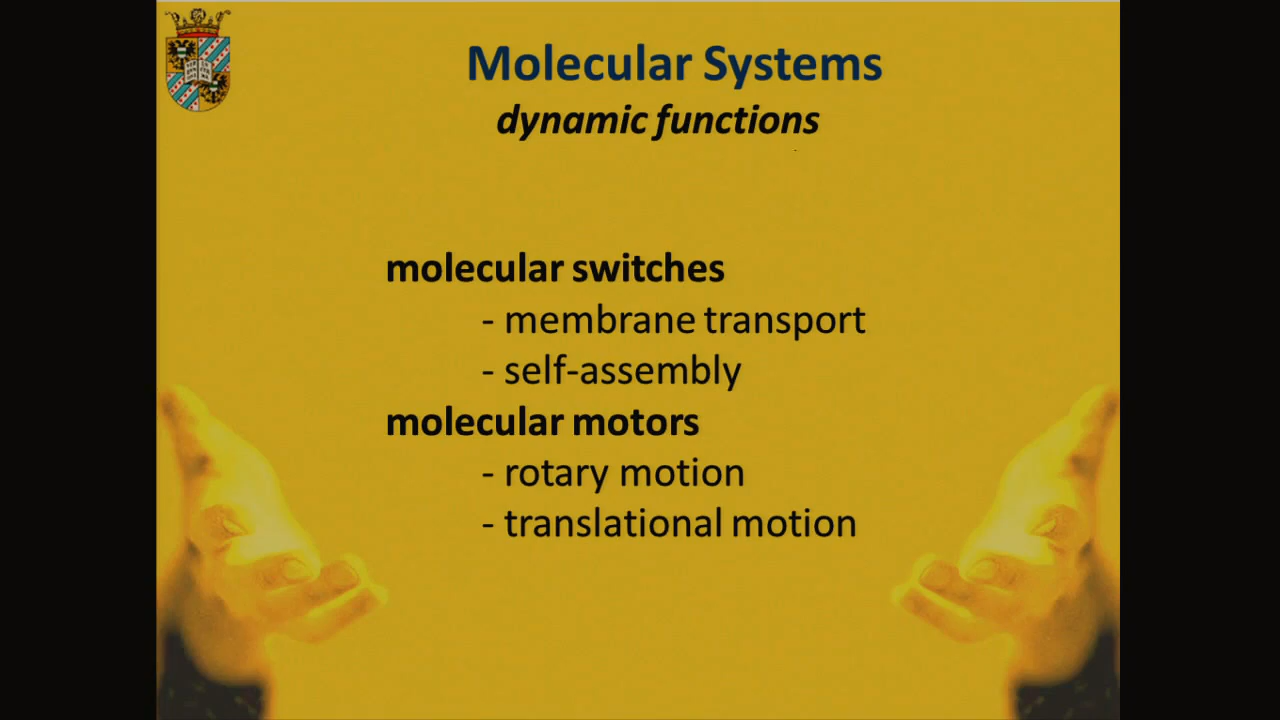 Molecular Systems
dynamic functions
molecular switches
- membrane transport
- self-assembly
molecular motors
- rotary motion
- translational motion